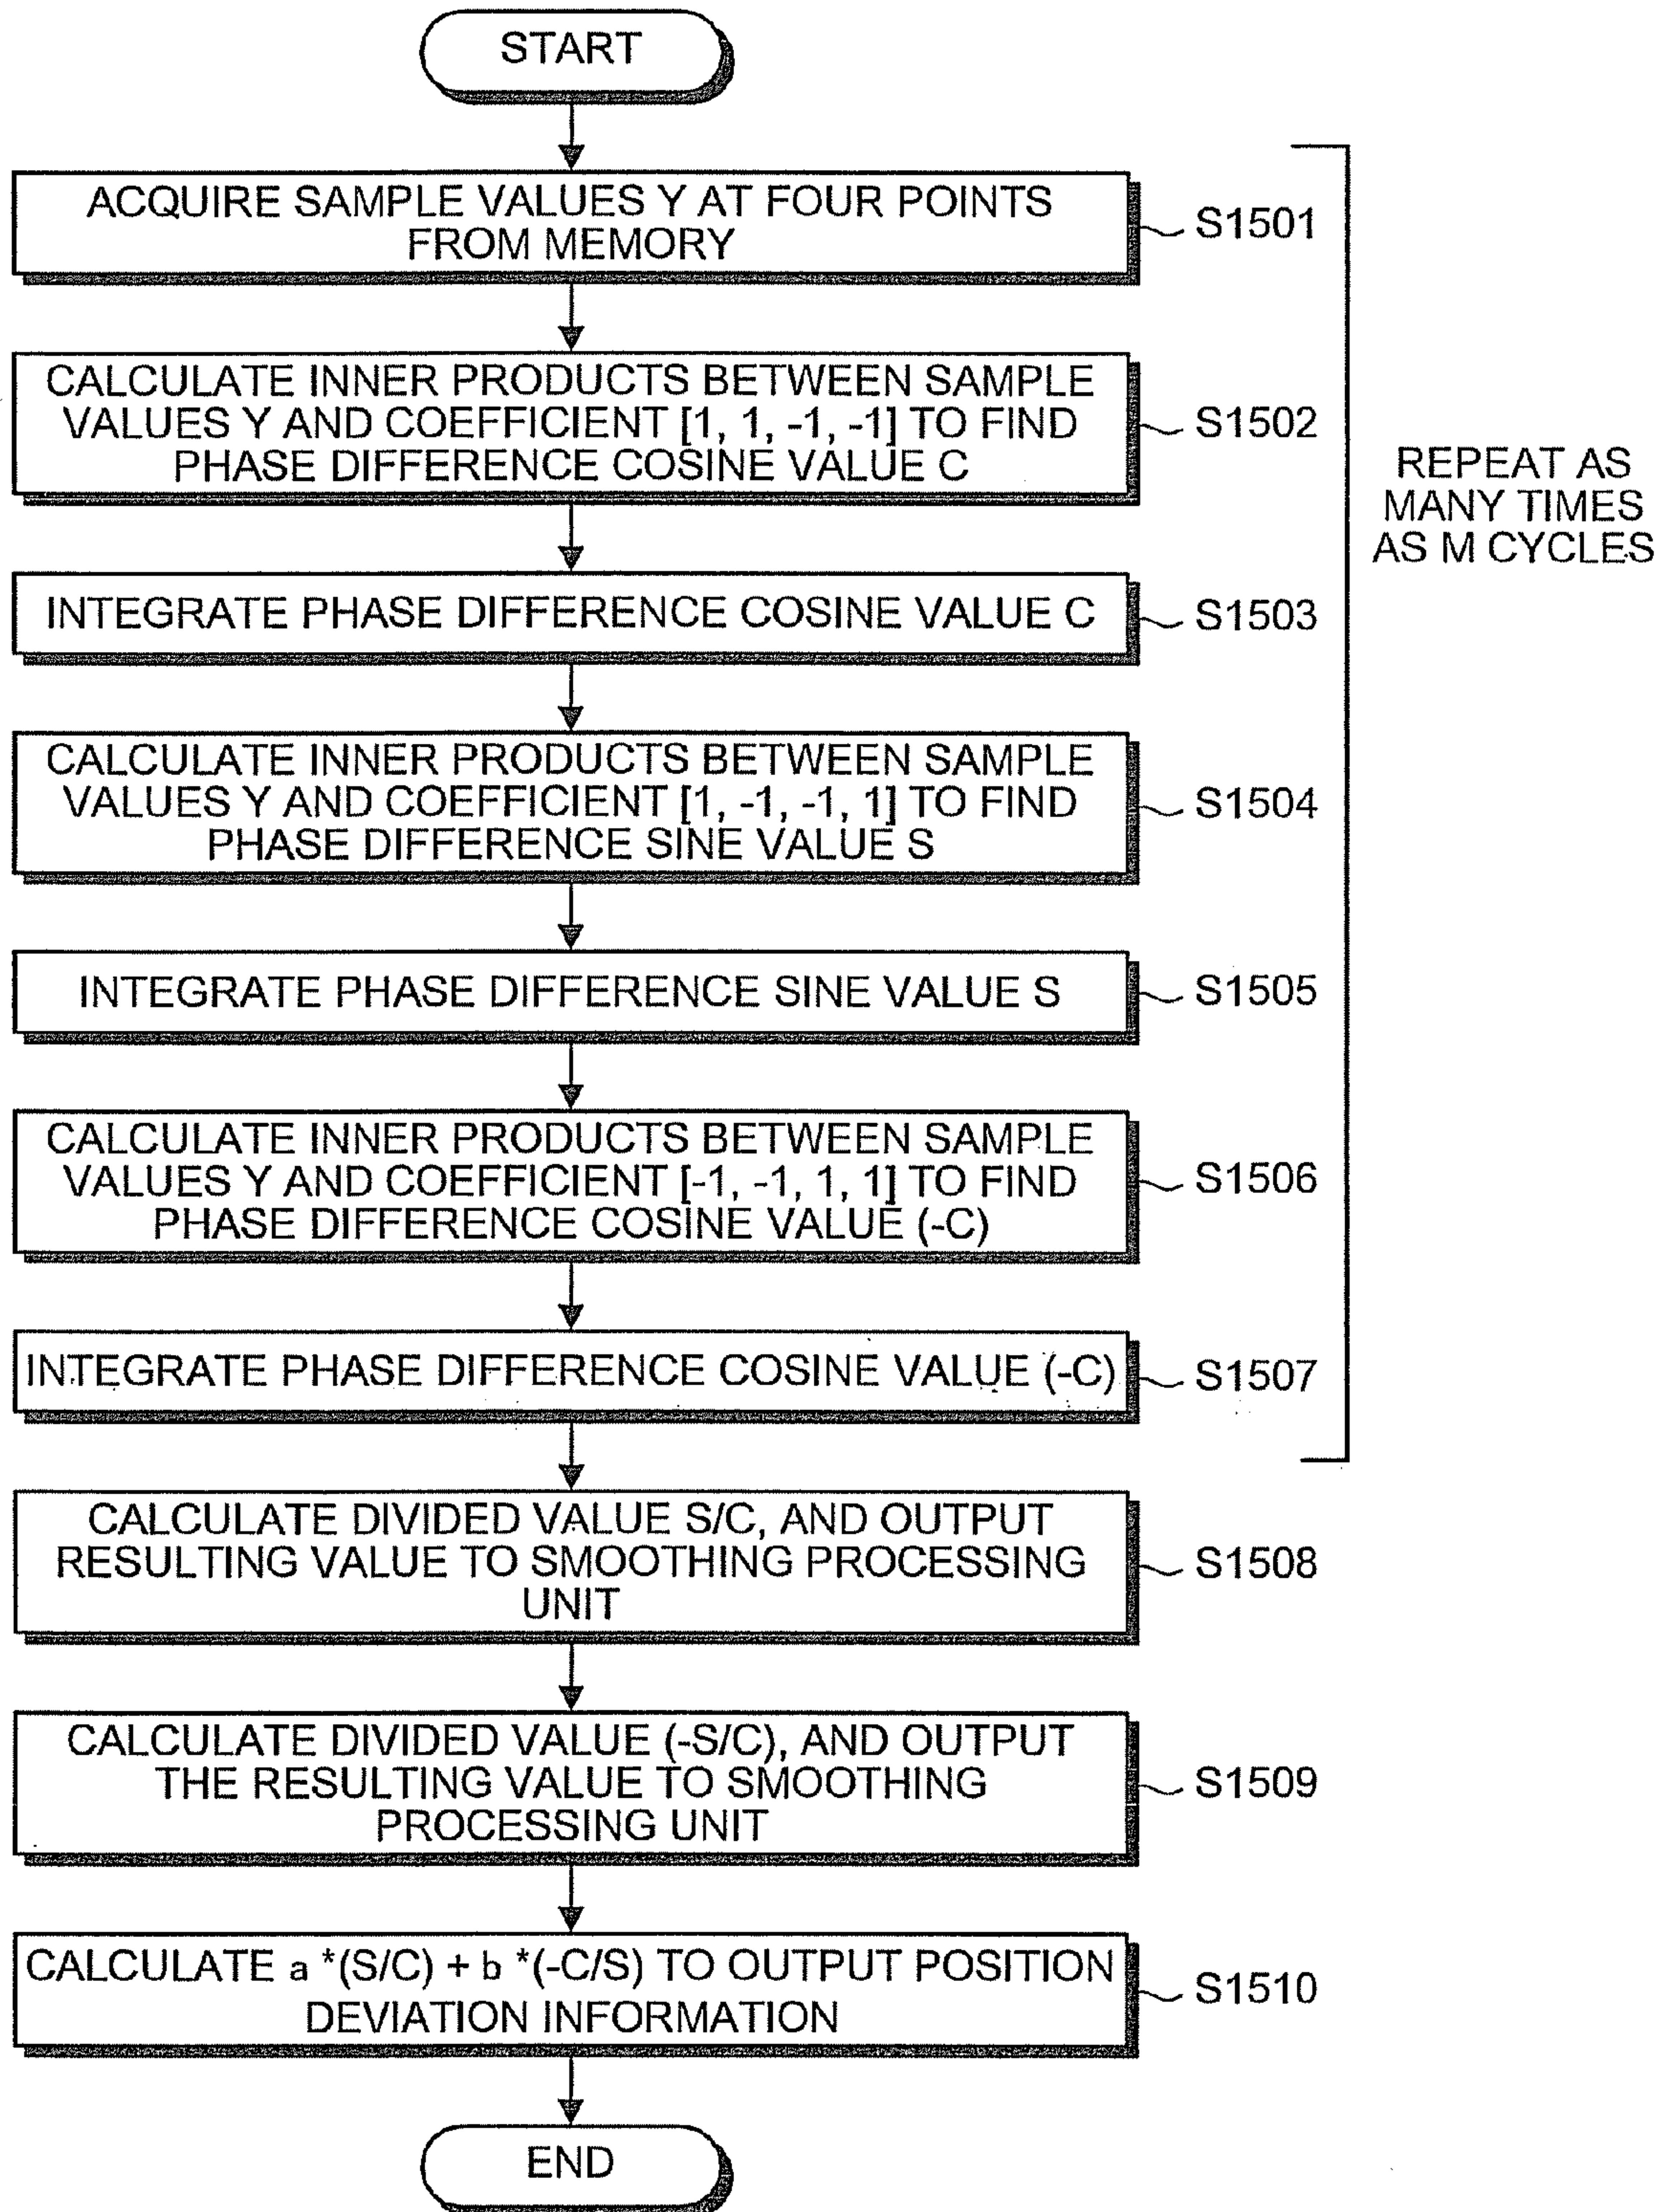 START
ACQUIRE SAMPLE VALUES Y AT FOUR POINTS
FROM MEMORY
S1501
CALCULATE INNER PRODUCTS BETWEEN SAMPLE
VALUES Y AND COEFFICIENT [1, 1, -1, -1] TO FIND
PHASE DIFFERENCE COSINE VALUE C
S1502
REPEAT AS
MANY TIMES
AS M CYCLES
INTEGRATE PHASE DIFFERENCE COSINE VALUE C
S1503
CALCULATE INNER PRODUCTS BETWEEN SAMPLE
VALUES Y AND COEFFICIENT [1, -1, -1, 1] TO FIND
PHASE DIFFERENCE SINE VALUE S
S1504
INTEGRATE PHASE DIFFERENCE SINE VALUE S
S1505
CALCULATE INNER PRODUCTS BETWEEN SAMPLE
VALUES Y AND COEFFICIENT [-1, -1, 1, 1] TO FIND
PHASE DIFFERENCE COSINE VALUE (-C)
S1506
INTEGRATE PHASE DIFFERENCE COSINE VALUE (-C)
S1507
CALCULATE DIVIDED VALUE S/C, AND OUTPUT
RESULTING VALUE TO SMOOTHING PROCESSING
UNIT
S1508
CALCULATE DIVIDED VALUE (-S/C), AND OUTPUT
THE RESULTING VALUE TO SMOOTHING
PROCESSING UNIT
S1509
CALCULATE a *(S/C) + b *(-C/S) TO OUTPUT POSITION
DEVIATION INFORMATION
S1510
END